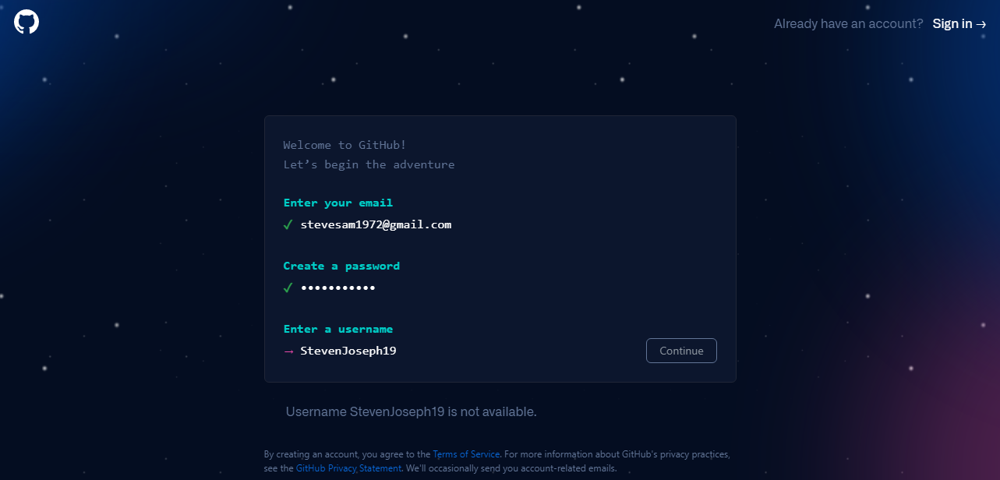 Already have an account? Sign in →
Welcome to GitHub!
Let’s begin the adventure
Enter your email
✓ stevesam1972@gmail.com
Create a password
✓ •••••••••••
Enter a username
→ StevenJoseph19
Continue
Username StevenJoseph19 is not available.
By creating an account, you agree to the Terms of Service. For more information about GitHub's privacy practices,
see the GitHub Privacy Statement. We'll occasionally send you account-related emails.